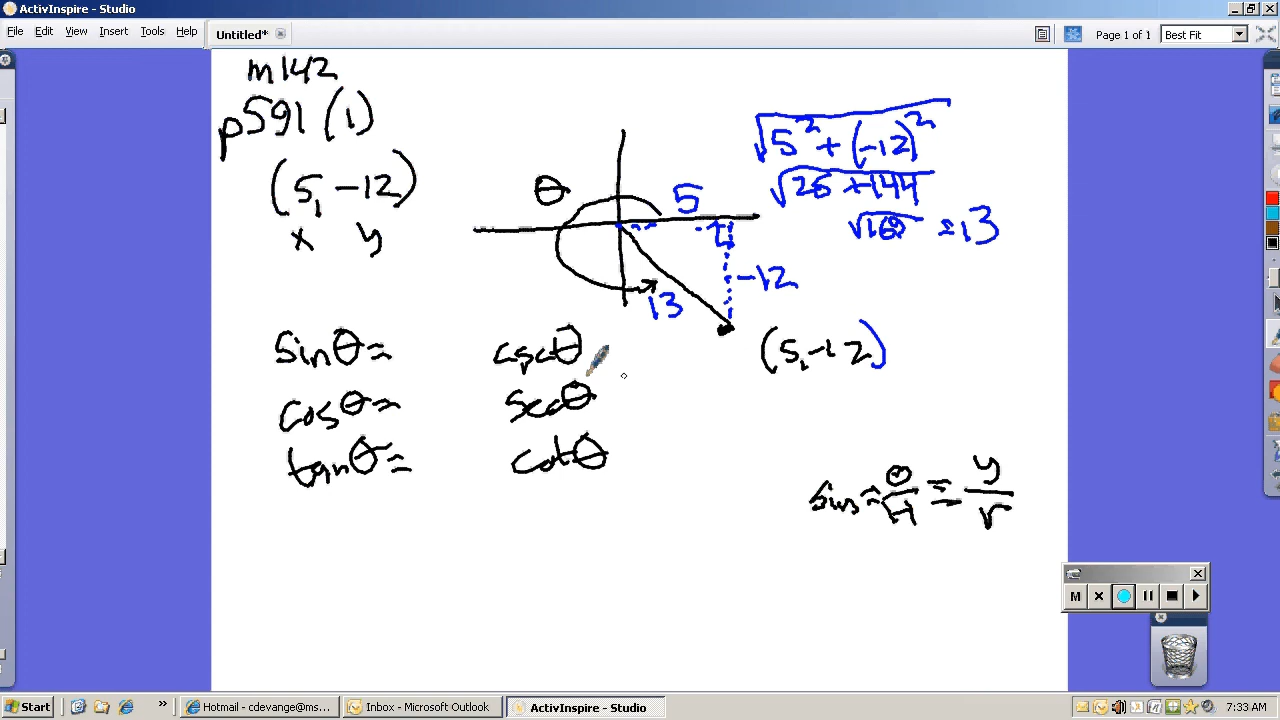 ActivInspire - Studio
File Edit View Insert Tools Help
Untitled*
Page 1 of 1
Best Fit
m142
p591 (1)
(5, -12)
x y
θ
5
-12
13
(5, -12)
√5² + (-12)²
√25 + 144
√169 = 13
sinθ= cscθ
cosθ= secθ
tanθ= cotθ
sin = o/H = y/r
M
Start
Hotmail - cdevange@ms...
Inbox - Microsoft Outlook
ActivInspire - Studio
7:33 AM